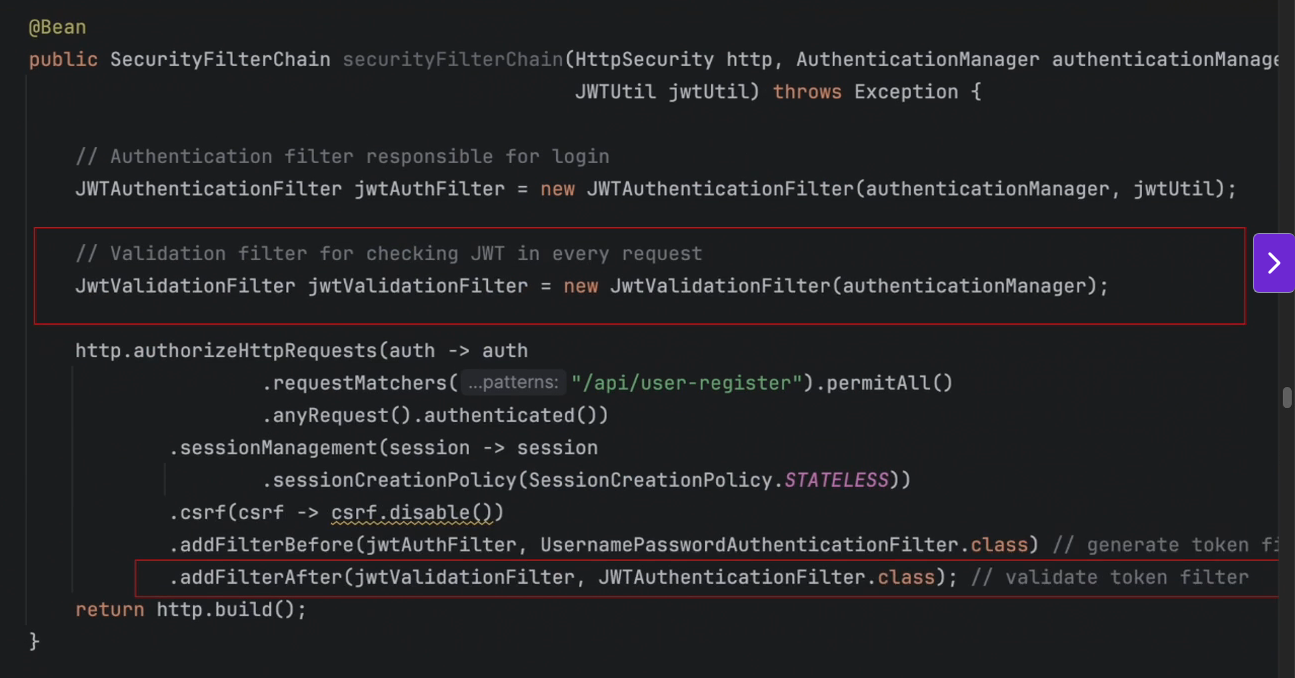 @Bean
public SecurityFilterChain securityFilterChain(HttpSecurity http, AuthenticationManager authenticationManage
JWTUtil jwtUtil) throws Exception {
// Authentication filter responsible for login
JWTAuthenticationFilter jwtAuthFilter = new JWTAuthenticationFilter(authenticationManager, jwtUtil);
// Validation filter for checking JWT in every request
JwtValidationFilter jwtValidationFilter = new JwtValidationFilter(authenticationManager);
http.authorizeHttpRequests(auth -> auth
.requestMatchers( ...patterns: "/api/user-register").permitAll()
.anyRequest().authenticated())
.sessionManagement(session -> session
.sessionCreationPolicy(SessionCreationPolicy.STATELESS))
.csrf(csrf -> csrf.disable())
.addFilterBefore(jwtAuthFilter, UsernamePasswordAuthenticationFilter.class) // generate token fi
.addFilterAfter(jwtValidationFilter, JWTAuthenticationFilter.class); // validate token filter
return http.build();
}